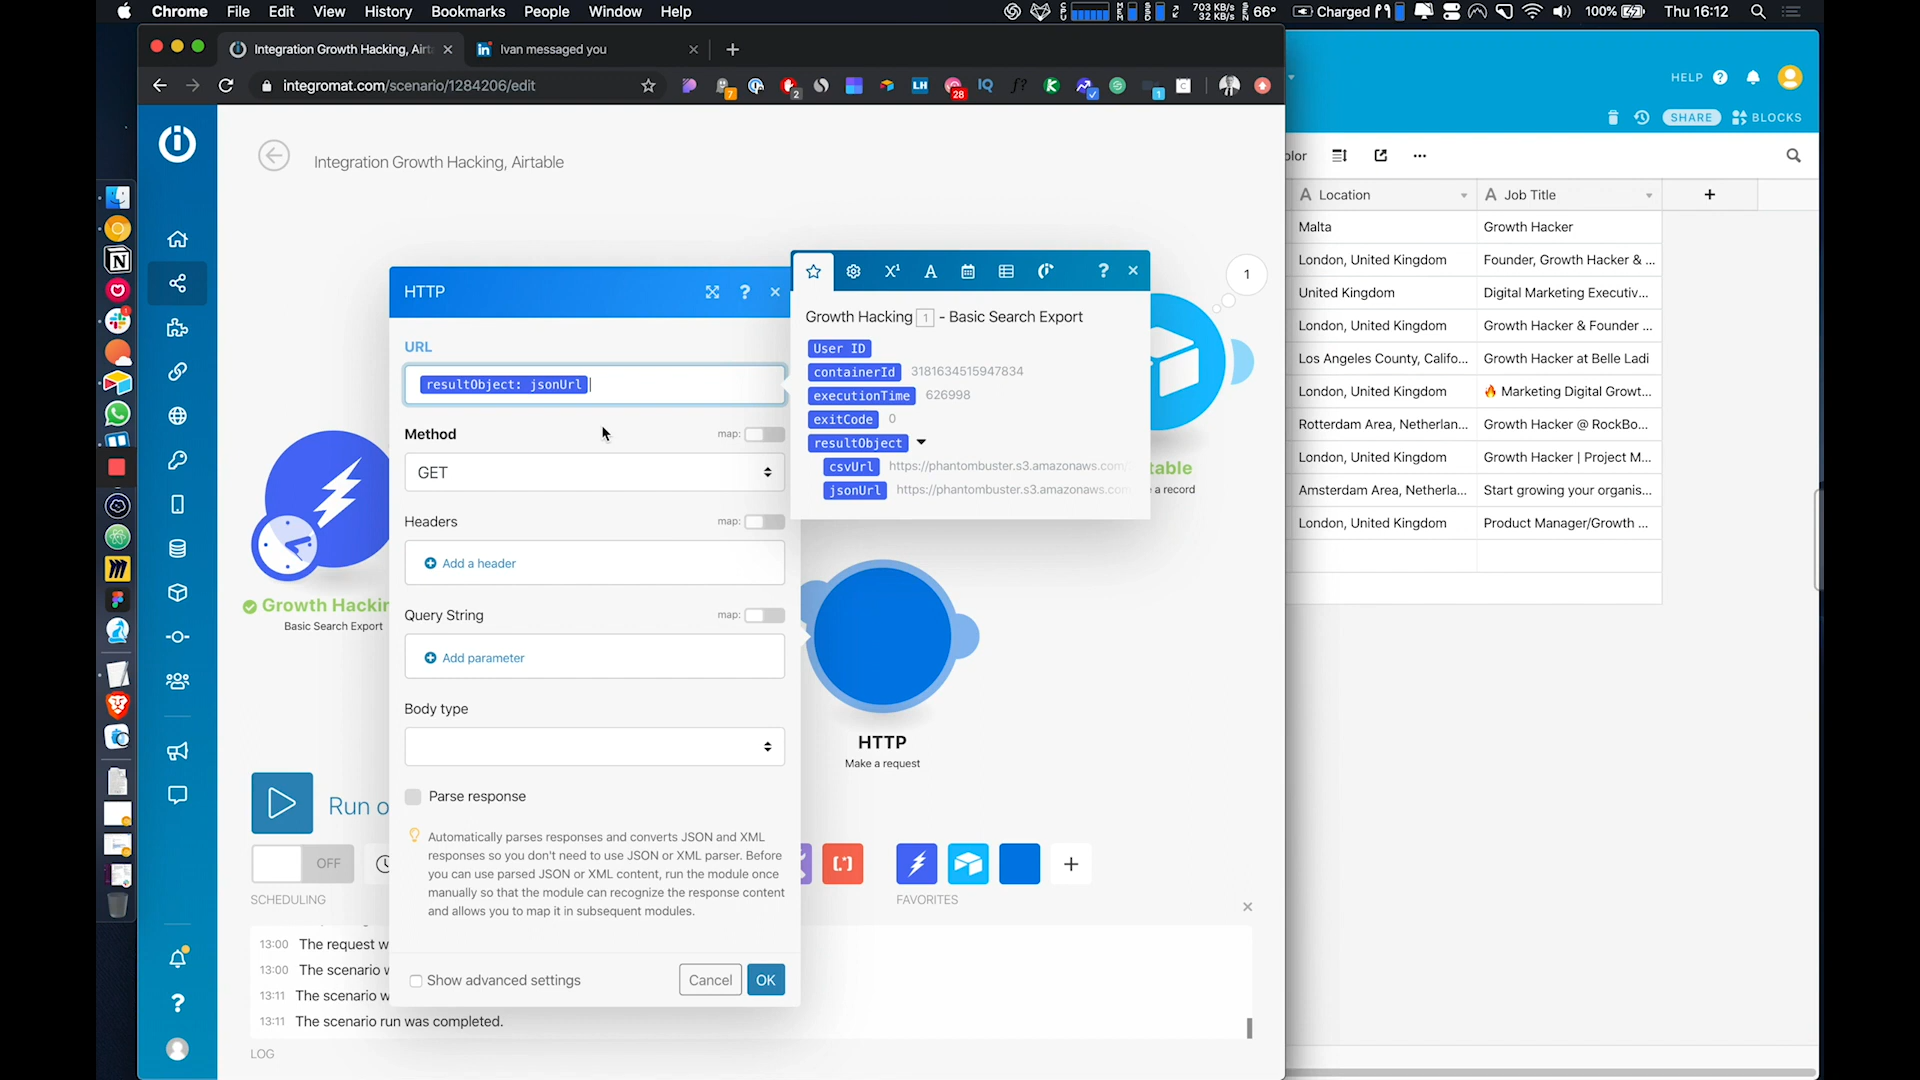 Chrome File Edit View History Bookmarks People Window Help
703 KB/s
32 KB/s
66°
Charged
100%
Thu 16:12
Integration Growth Hacking, Airt
Ivan messaged you
integromat.com/scenario/1284206/edit
7
2
LH
28
IQ
f?
1
Integration Growth Hacking, Airtable
HTTP
?
URL
resultObject: jsonUrl
Method
map:
GET
Headers
map:
Add a header
Query String
map:
Add parameter
Body type
Parse response
Automatically parses responses and converts JSON and XML
responses so you don't need to use JSON or XML parser. Before
you can use parsed JSON or XML content, run the module once
manually so that the module can recognize the response content
and allows you to map it in subsequent modules.
Show advanced settings
Cancel
OK
Growth Hacking 1 - Basic Search Export
User ID
containerId 3181634515947834
executionTime 626998
exitCode 0
resultObject
csvUrl https://phantombuster.s3.amazonaws.com/
jsonUrl https://phantombuster.s3.amazonaws.com
1
table
a record
Growth Hackin
Basic Search Export
HTTP
Make a request
Run o
OFF
SCHEDULING
FAVORITES
13:00 The request w
13:00 The scenario w
13:11 The scenario w
13:11 The scenario run was completed.
LOG
HELP ?
SHARE
BLOCKS
olor
Location
Job Title
Malta
Growth Hacker
London, United Kingdom
Founder, Growth Hacker & ...
United Kingdom
Digital Marketing Executiv...
London, United Kingdom
Growth Hacker & Founder ...
Los Angeles County, Califo...
Growth Hacker at Belle Ladi
London, United Kingdom
🔥 Marketing Digital Growt...
Rotterdam Area, Netherlan...
Growth Hacker @ RockBo...
London, United Kingdom
Growth Hacker | Project M...
Amsterdam Area, Netherla...
Start growing your organis...
London, United Kingdom
Product Manager/Growth ...